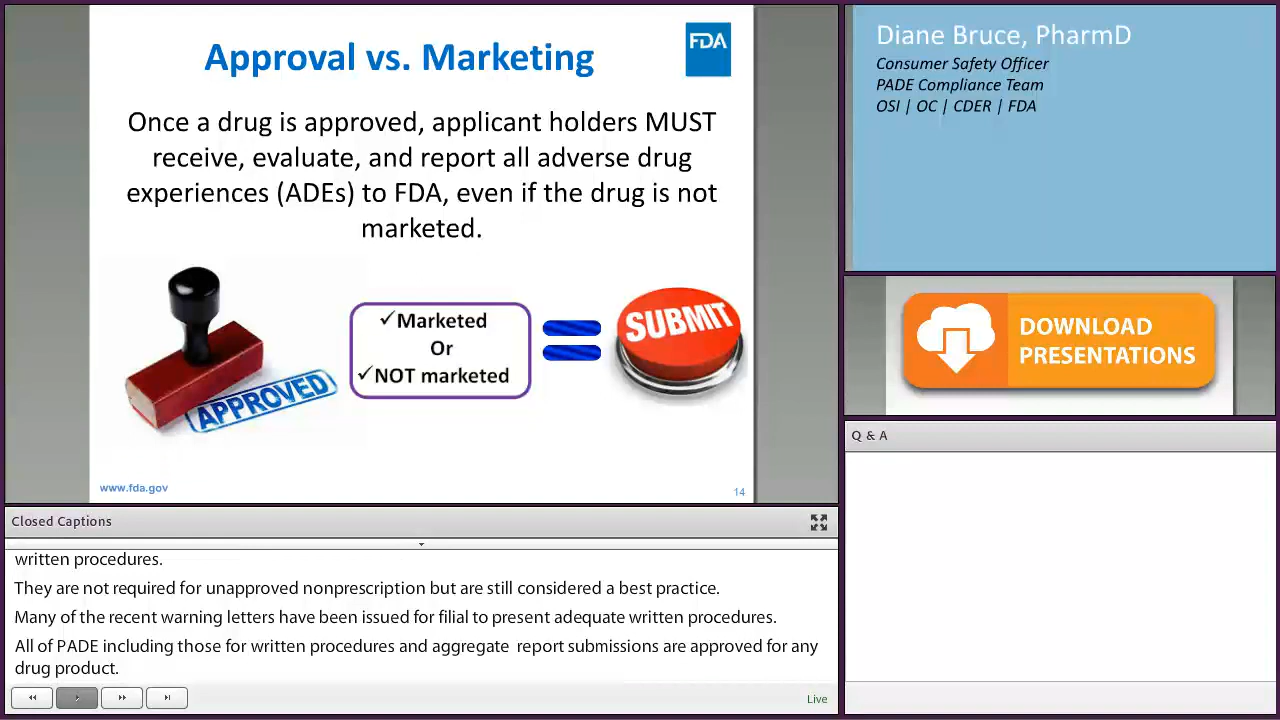 Approval vs. Marketing
FDA
Once a drug is approved, applicant holders MUST
receive, evaluate, and report all adverse drug
experiences (ADEs) to FDA, even if the drug is not
marketed.
APPROVED
✓Marketed
Or
✓NOT marketed
SUBMIT
www.fda.gov
14
Diane Bruce, PharmD
Consumer Safety Officer
PADE Compliance Team
OSI | OC | CDER | FDA
DOWNLOAD
PRESENTATIONS
Q & A
Closed Captions
written procedures.
They are not required for unapproved nonprescription but are still considered a best practice.
Many of the recent warning letters have been issued for filial to present adequate written procedures.
All of PADE including those for written procedures and aggregate report submissions are approved for any
drug product.
Live